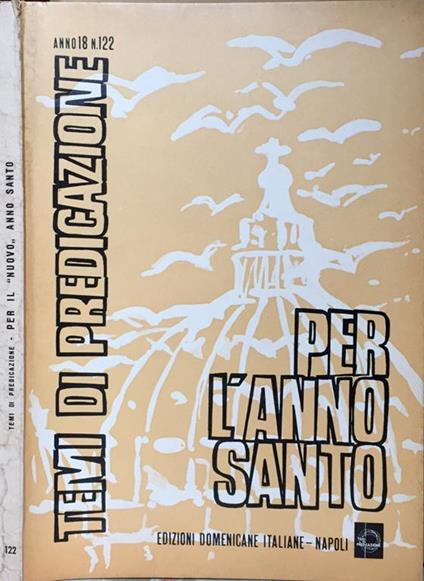 TEMI DI PREDICAZIONE - PER IL "NUOVO" ANNO SANTO
122
ANNO 18 N.122
TEMI DI PREDICAZIONE
PER
L'ANNO
SANTO
EDIZIONI DOMENICANE ITALIANE - NAPOLI